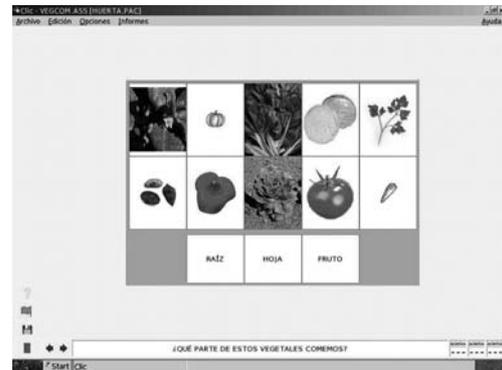 Clic - VEGCOM.ASS [HUERTA.PAC]
Archivo Edición Opciones Informes Ayuda
RAÍZ HOJA FRUTO
¿QUÉ PARTE DE ESTOS VEGETALES COMEMOS?
Start Clic